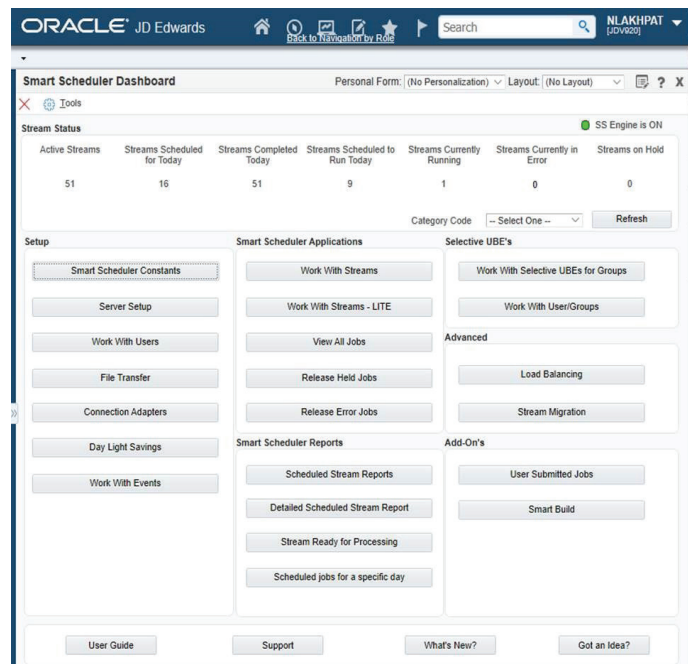 ORACLE JD Edwards
Back to Navigation by Role
Search
NLAKHPAT
[JDV920]
Smart Scheduler Dashboard
Personal Form: (No Personalization) Layout: (No Layout) ? X
Tools
Stream Status
SS Engine is ON
Active Streams
Streams Scheduled for Today
Streams Completed Today
Streams Scheduled to Run Today
Streams Currently Running
Streams Currently in Error
Streams on Hold
51 16 51 9 1 0 0
Category Code -- Select One -- Refresh
Setup
Smart Scheduler Constants
Server Setup
Work With Users
File Transfer
Connection Adapters
Day Light Savings
Work With Events
Smart Scheduler Applications
Work With Streams
Work With Streams - LITE
View All Jobs
Release Held Jobs
Release Error Jobs
Smart Scheduler Reports
Scheduled Stream Reports
Detailed Scheduled Stream Report
Stream Ready for Processing
Scheduled jobs for a specific day
Selective UBE's
Work With Selective UBEs for Groups
Work With User/Groups
Advanced
Load Balancing
Stream Migration
Add-On's
User Submitted Jobs
Smart Build
User Guide Support What's New? Got an Idea?